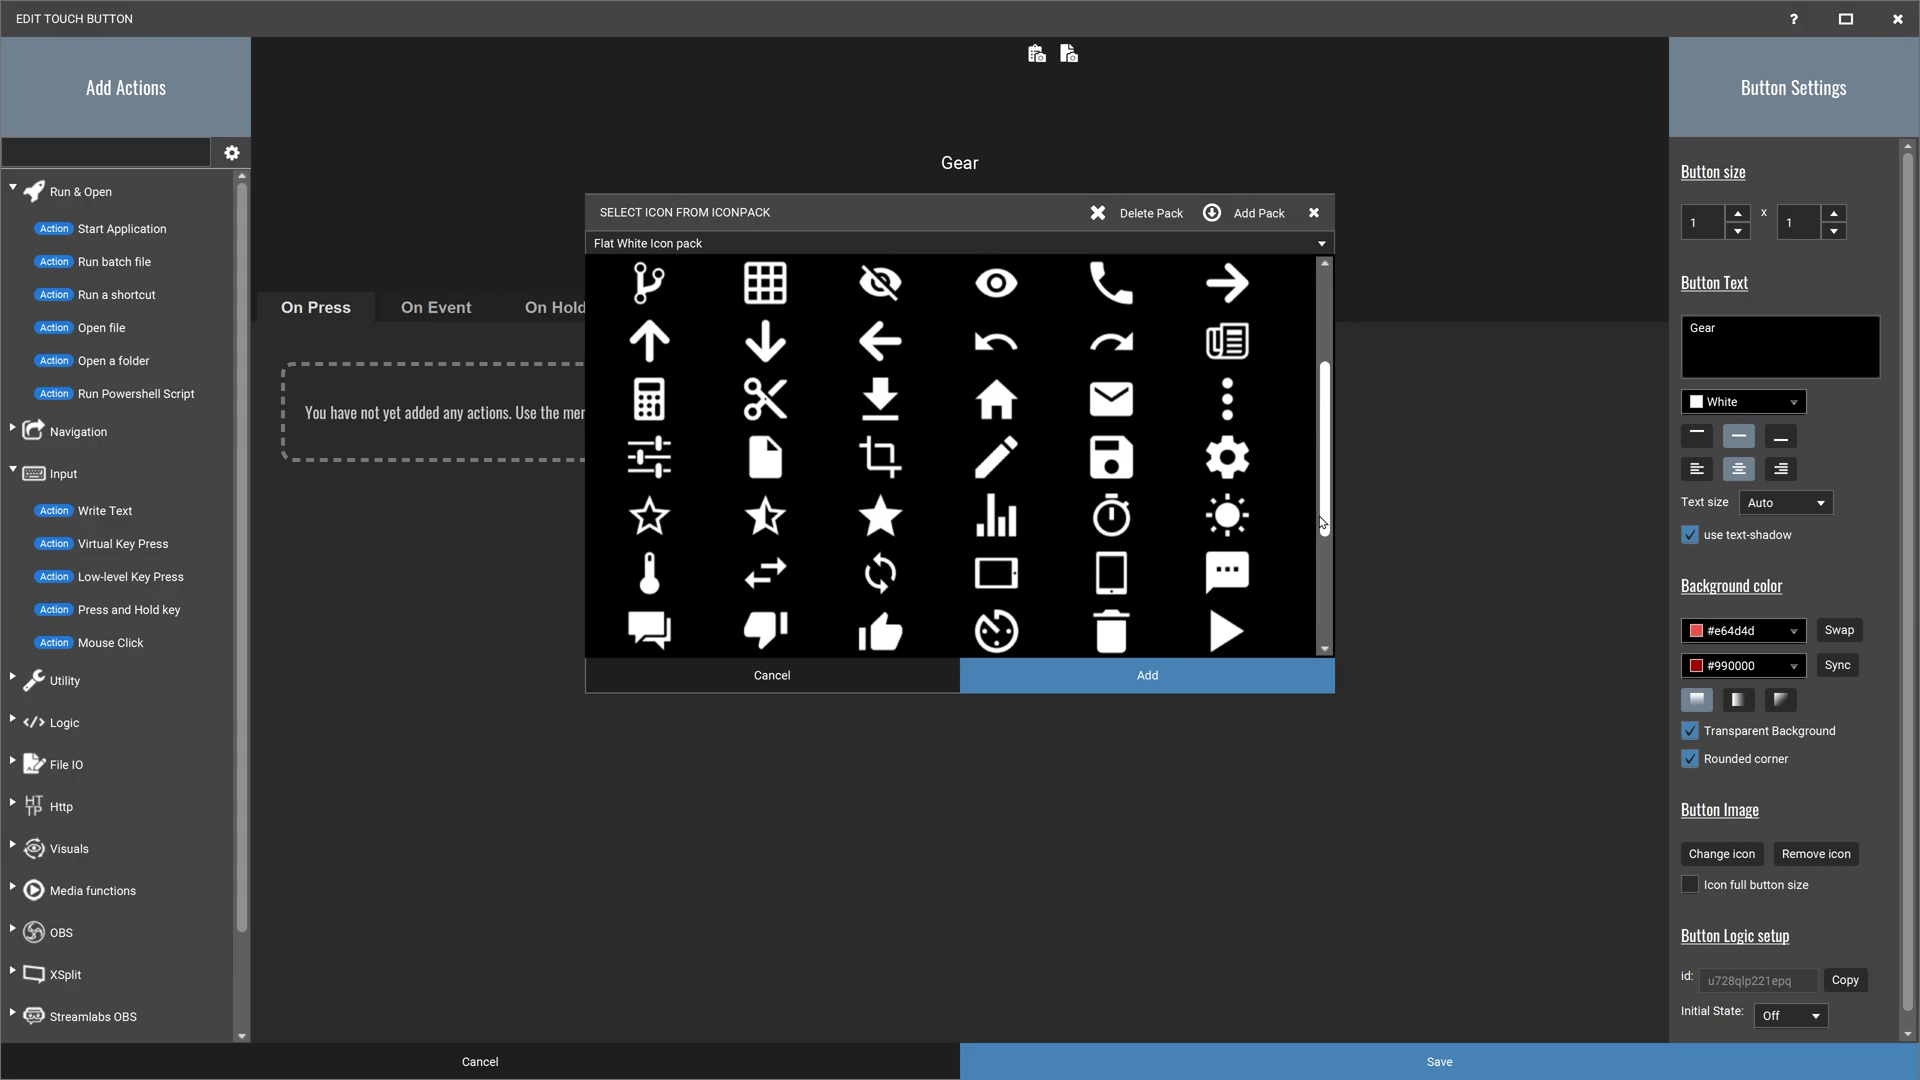 EDIT TOUCH BUTTON
?
Add Actions
Button Settings
Gear
Run & Open
Action Start Application
Action Run batch file
Action Run a shortcut
Action Open file
Action Open a folder
Action Run Powershell Script
Navigation
Input
Action Write Text
Action Virtual Key Press
Action Low-level Key Press
Action Press and Hold key
Action Mouse Click
Utility
Logic
File IO
Http
Visuals
Media functions
OBS
XSplit
Streamlabs OBS
On Press On Event On Hold
You have not yet added any actions. Use the
SELECT ICON FROM ICONPACK
Delete Pack Add Pack
Flat White Icon pack
Cancel Add
Button size
1 x 1
Button Text
Gear
White
Text size Auto
use text-shadow
Background color
#e64d4d Swap
#990000 Sync
Transparent Background
Rounded corner
Button Image
Change icon Remove icon
Icon full button size
Button Logic setup
id: u728qlp221epq Copy
Initial State: Off
Cancel Save